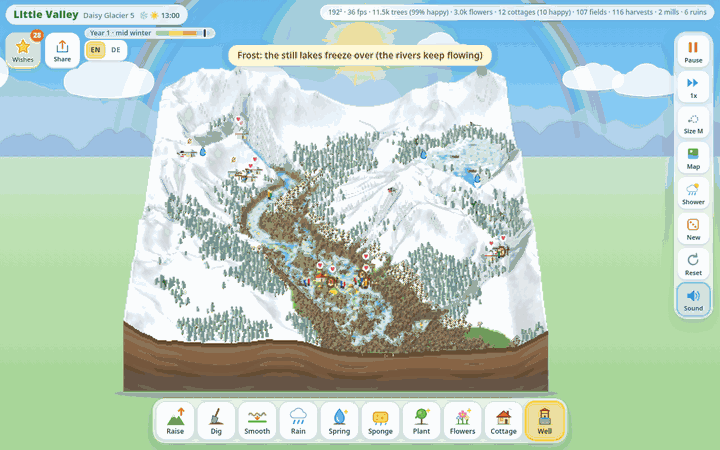 Little Valley Daisy Glacier 5 13:00
192² · 36 fps · 11.5k trees (99% happy) · 3.0k flowers · 12 cottages (10 happy) · 107 fields · 116 harvests · 2 mills · 6 ruins
28
Wishes
Share
Year 1 · mid winter
EN DE
Frost: the still lakes freeze over (the rivers keep flowing)
Pause
1x
Size M
Map
Shower
New
Reset
Sound
Raise Dig Smooth Rain Spring Sponge Plant Flowers Cottage Well